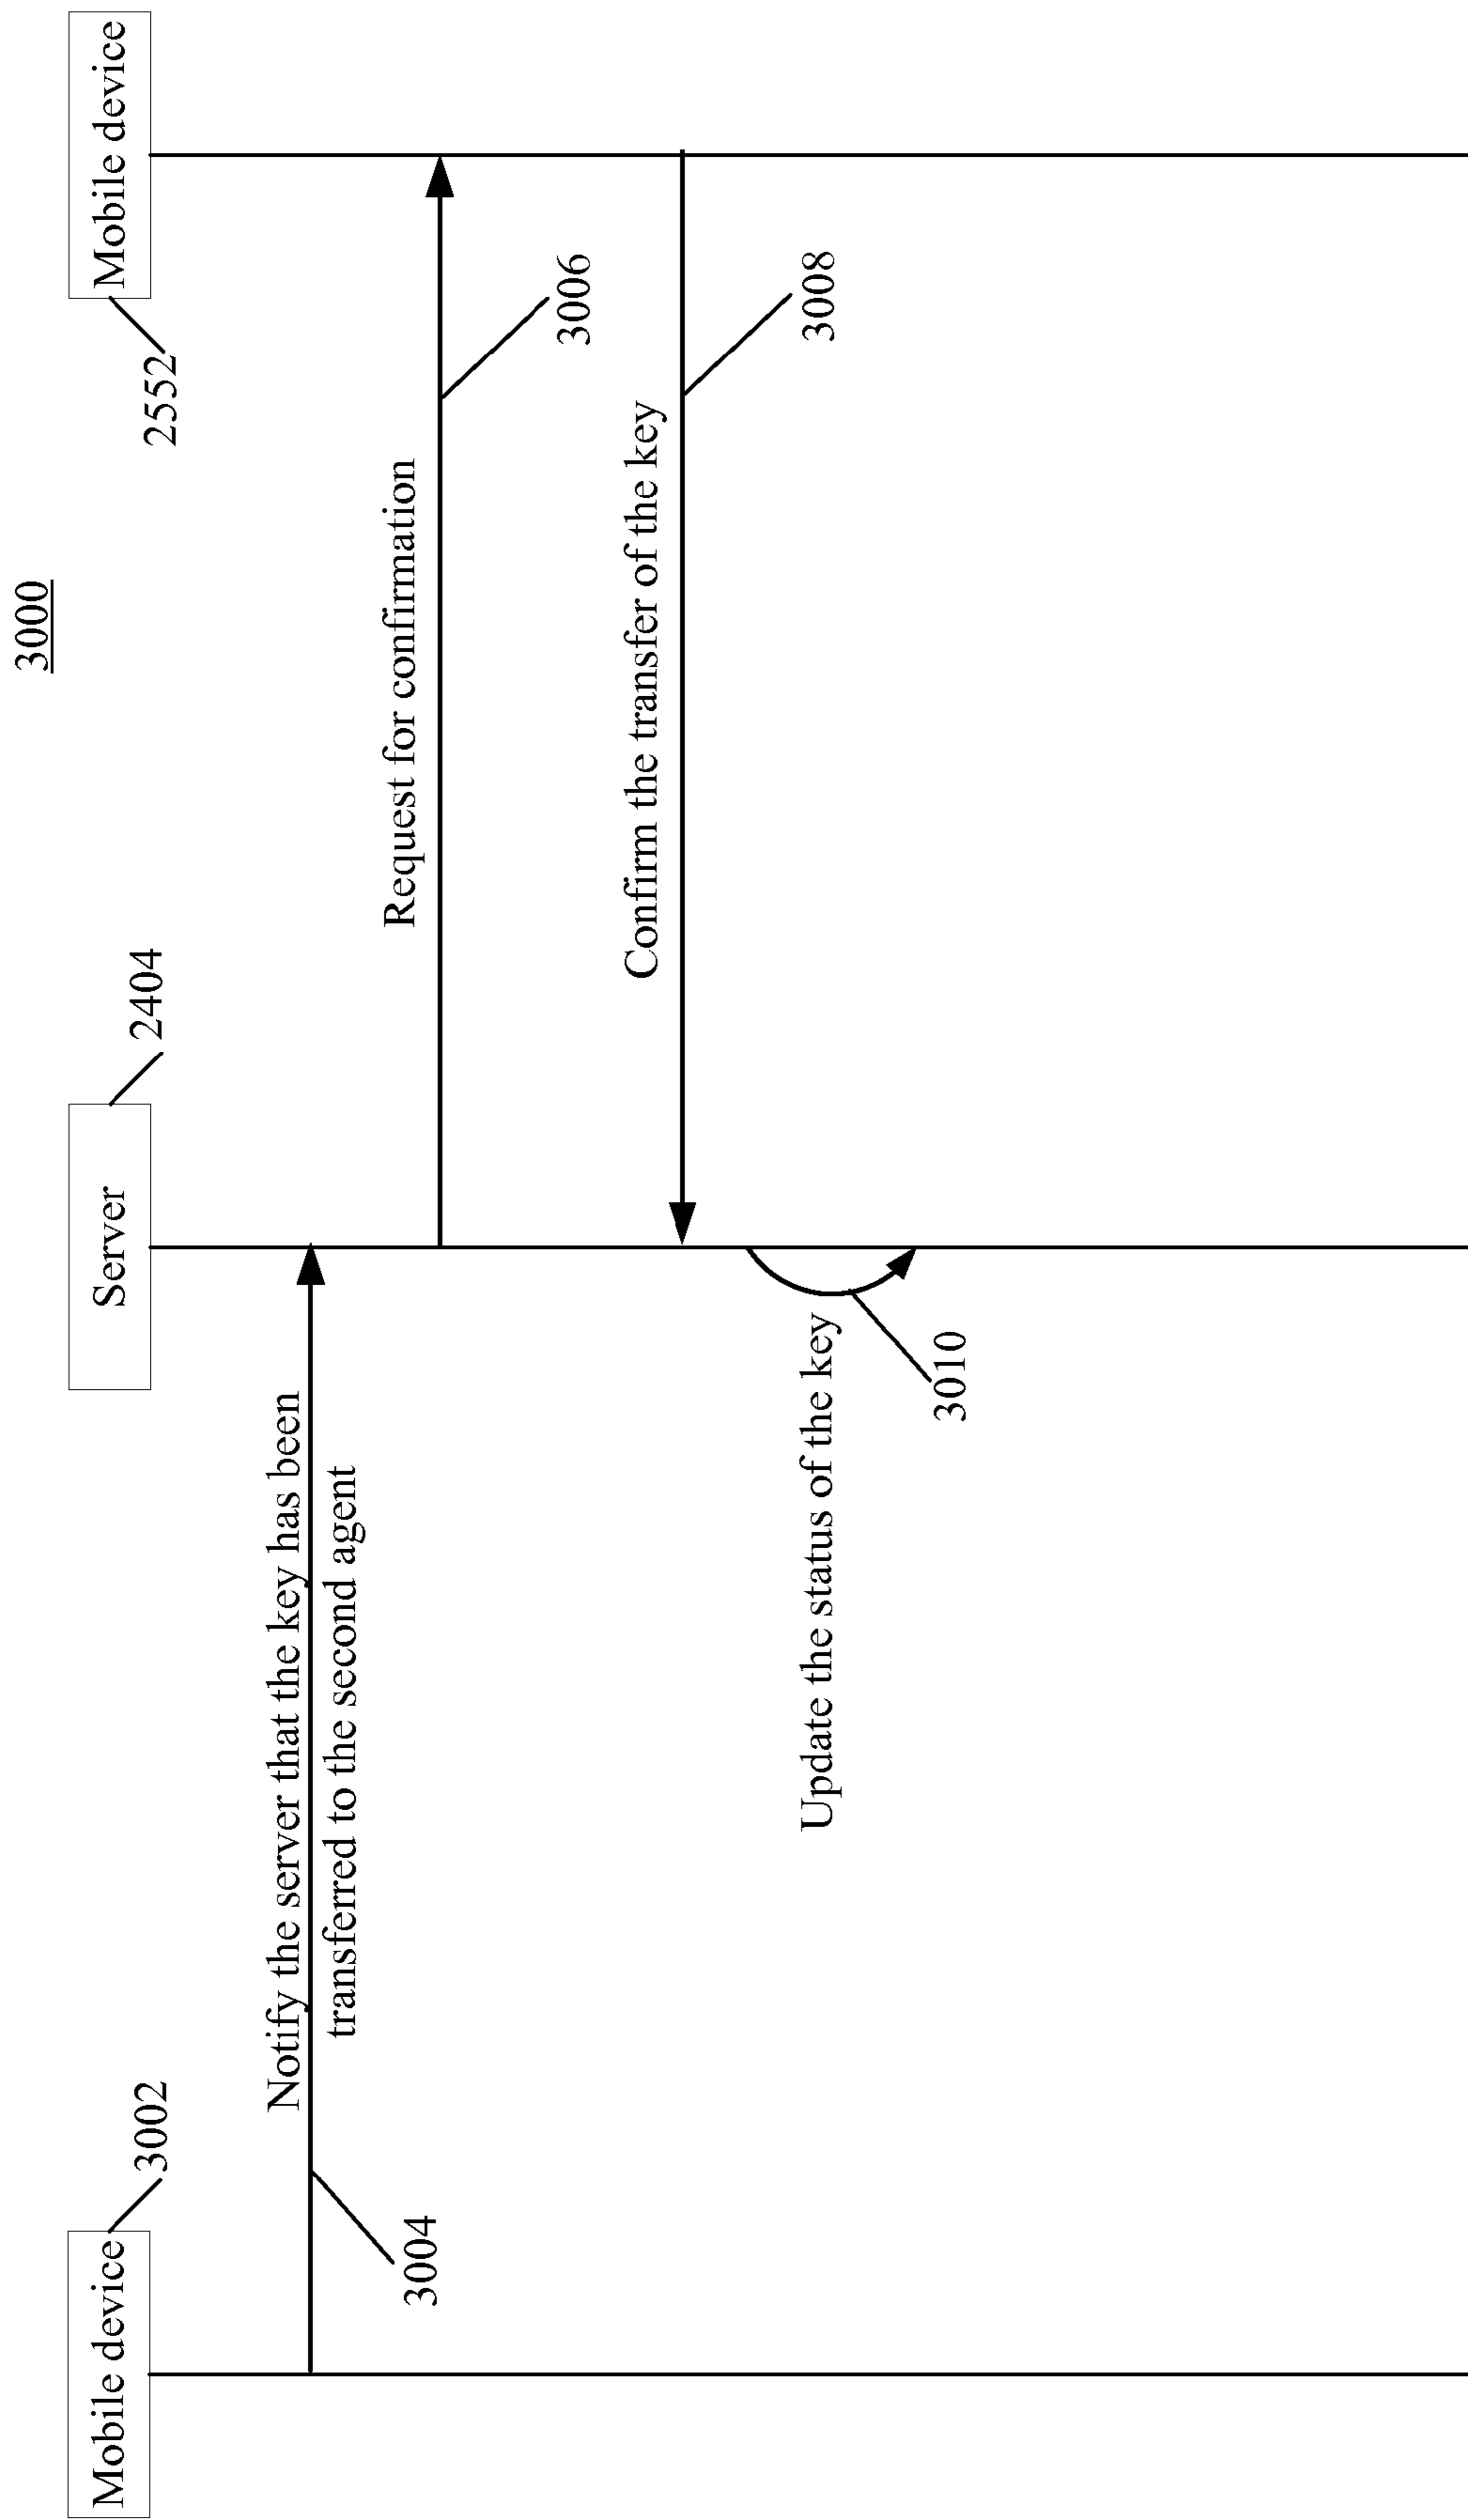 3000
Mobile device
3002
Server
2404
Mobile device
2552
Notify the server that the key has been
transferred to the second agent
3004
Request for confirmation
3006
Confirm the transfer of the key
3008
Update the status of the key
3010